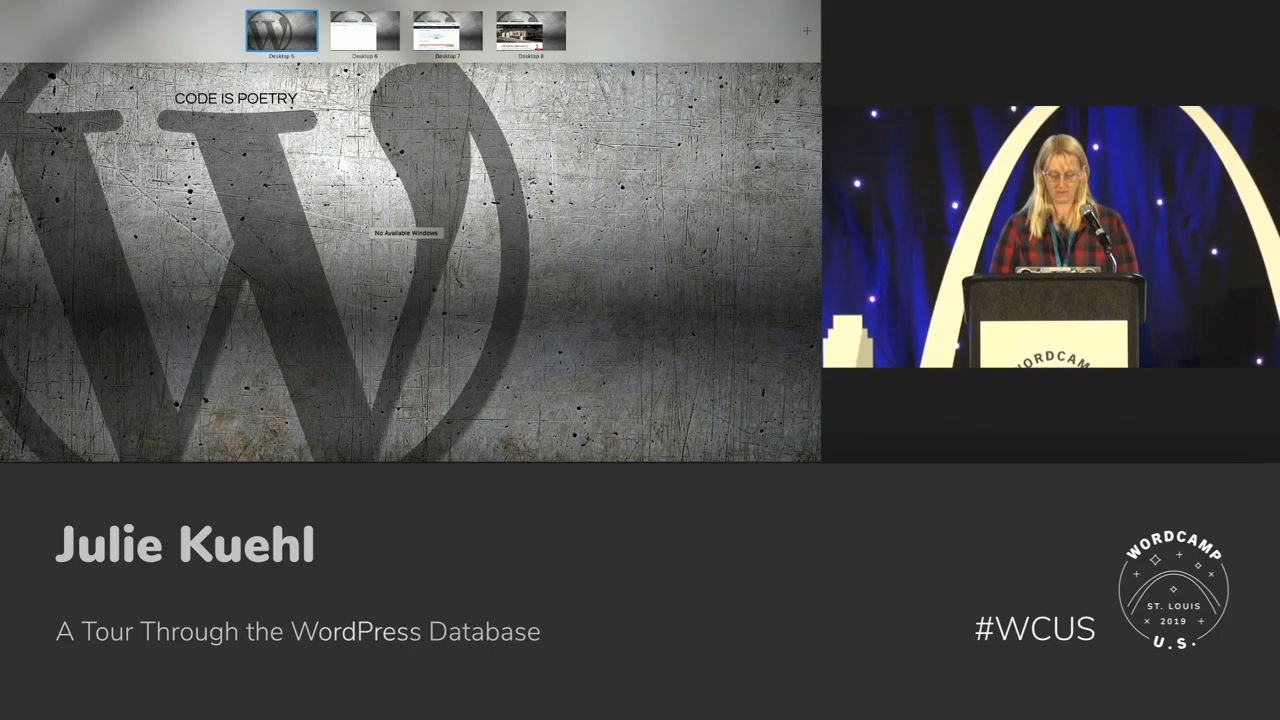 Desktop 5
Desktop 6
Desktop 7
Desktop 8
CODE IS POETRY
No Available Windows
WORDCAMP
Julie Kuehl
A Tour Through the WordPress Database
#WCUS
WORDCAMP
ST. LOUIS
2019
U.S.